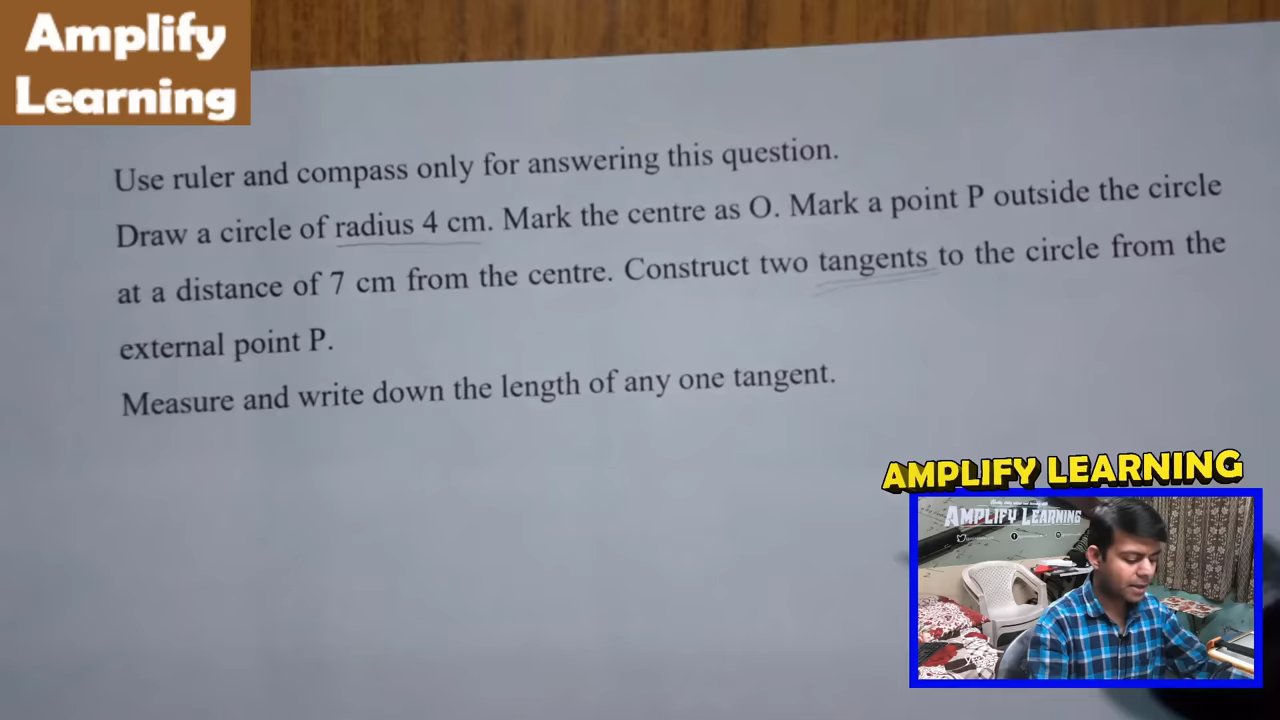 Amplify
Learning
Use ruler and compass only for answering this question.
Draw a circle of radius 4 cm. Mark the centre as O. Mark a point P outside the circle
at a distance of 7 cm from the centre. Construct two tangents to the circle from the
external point P.
Measure and write down the length of any one tangent.
AMPLIFY LEARNING
AMPLIFY LEARNING